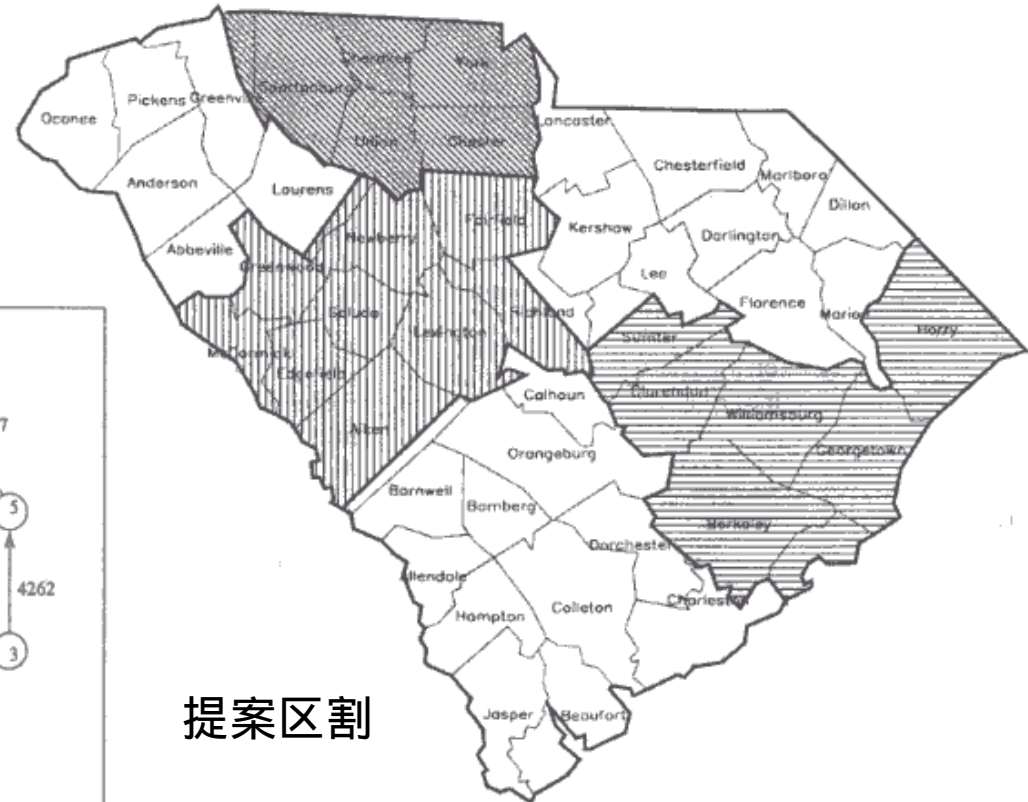 Cherokee
York
Spartanburg
Pickens
Greenville
Oconee
Lancaster
Union
Chester
Chesterfield
Marlboro
Anderson
Laurens
Dillon
Fairfield
Kershaw
Darlington
Newberry
Abbeville
Greenwood
Lee
Florence
Saluda
Lexington
Richland
Mario
Horry
Sumter
McCormick
Edgefield
Calhoun
Clarendon
Williamsburg
7
Aiken
Georgetown
Orangeburg
Barnwell
Bamberg
5
Berkeley
Dorchester
Allendale
4262
Charleston
Colleton
Hampton
3
提案区割
Jasper
Beaufort